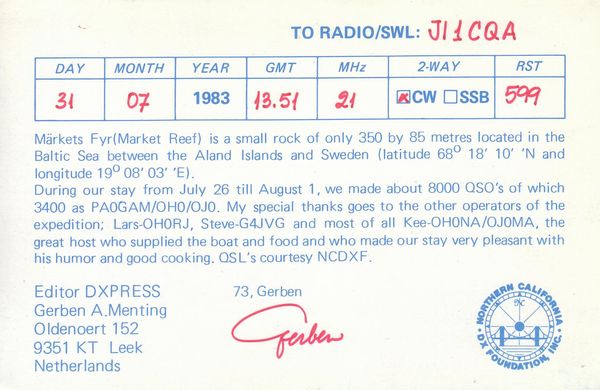 TO RADIO/SWL: JI1CQA
DAY MONTH YEAR GMT MHz 2-WAY RST
31 07 1983 13.51 21 ☒CW ☐SSB 599
Märkets Fyr(Market Reef) is a small rock of only 350 by 85 metres located in the
Baltic Sea between the Aland Islands and Sweden (latitude 68º 18' 10' 'N and
longitude 19º 08' 03' 'E).
During our stay from July 26 till August 1, we made about 8000 QSO's of which
3400 as PA0GAM/OH0/OJ0. My special thanks goes to the other operators of the
expedition; Lars-OH0RJ, Steve-G4JVG and most of all Kee-OH0NA/OJ0MA, the
great host who supplied the boat and food and who made our stay very pleasant with
his humor and good cooking. QSL's courtesy NCDXF.
Editor DXPRESS
Gerben A.Menting
Oldenoert 152
9351 KT Leek
Netherlands
73, Gerben
Gerben
NORTHERN CALIFORNIA
DX FOUNDATION, INC.